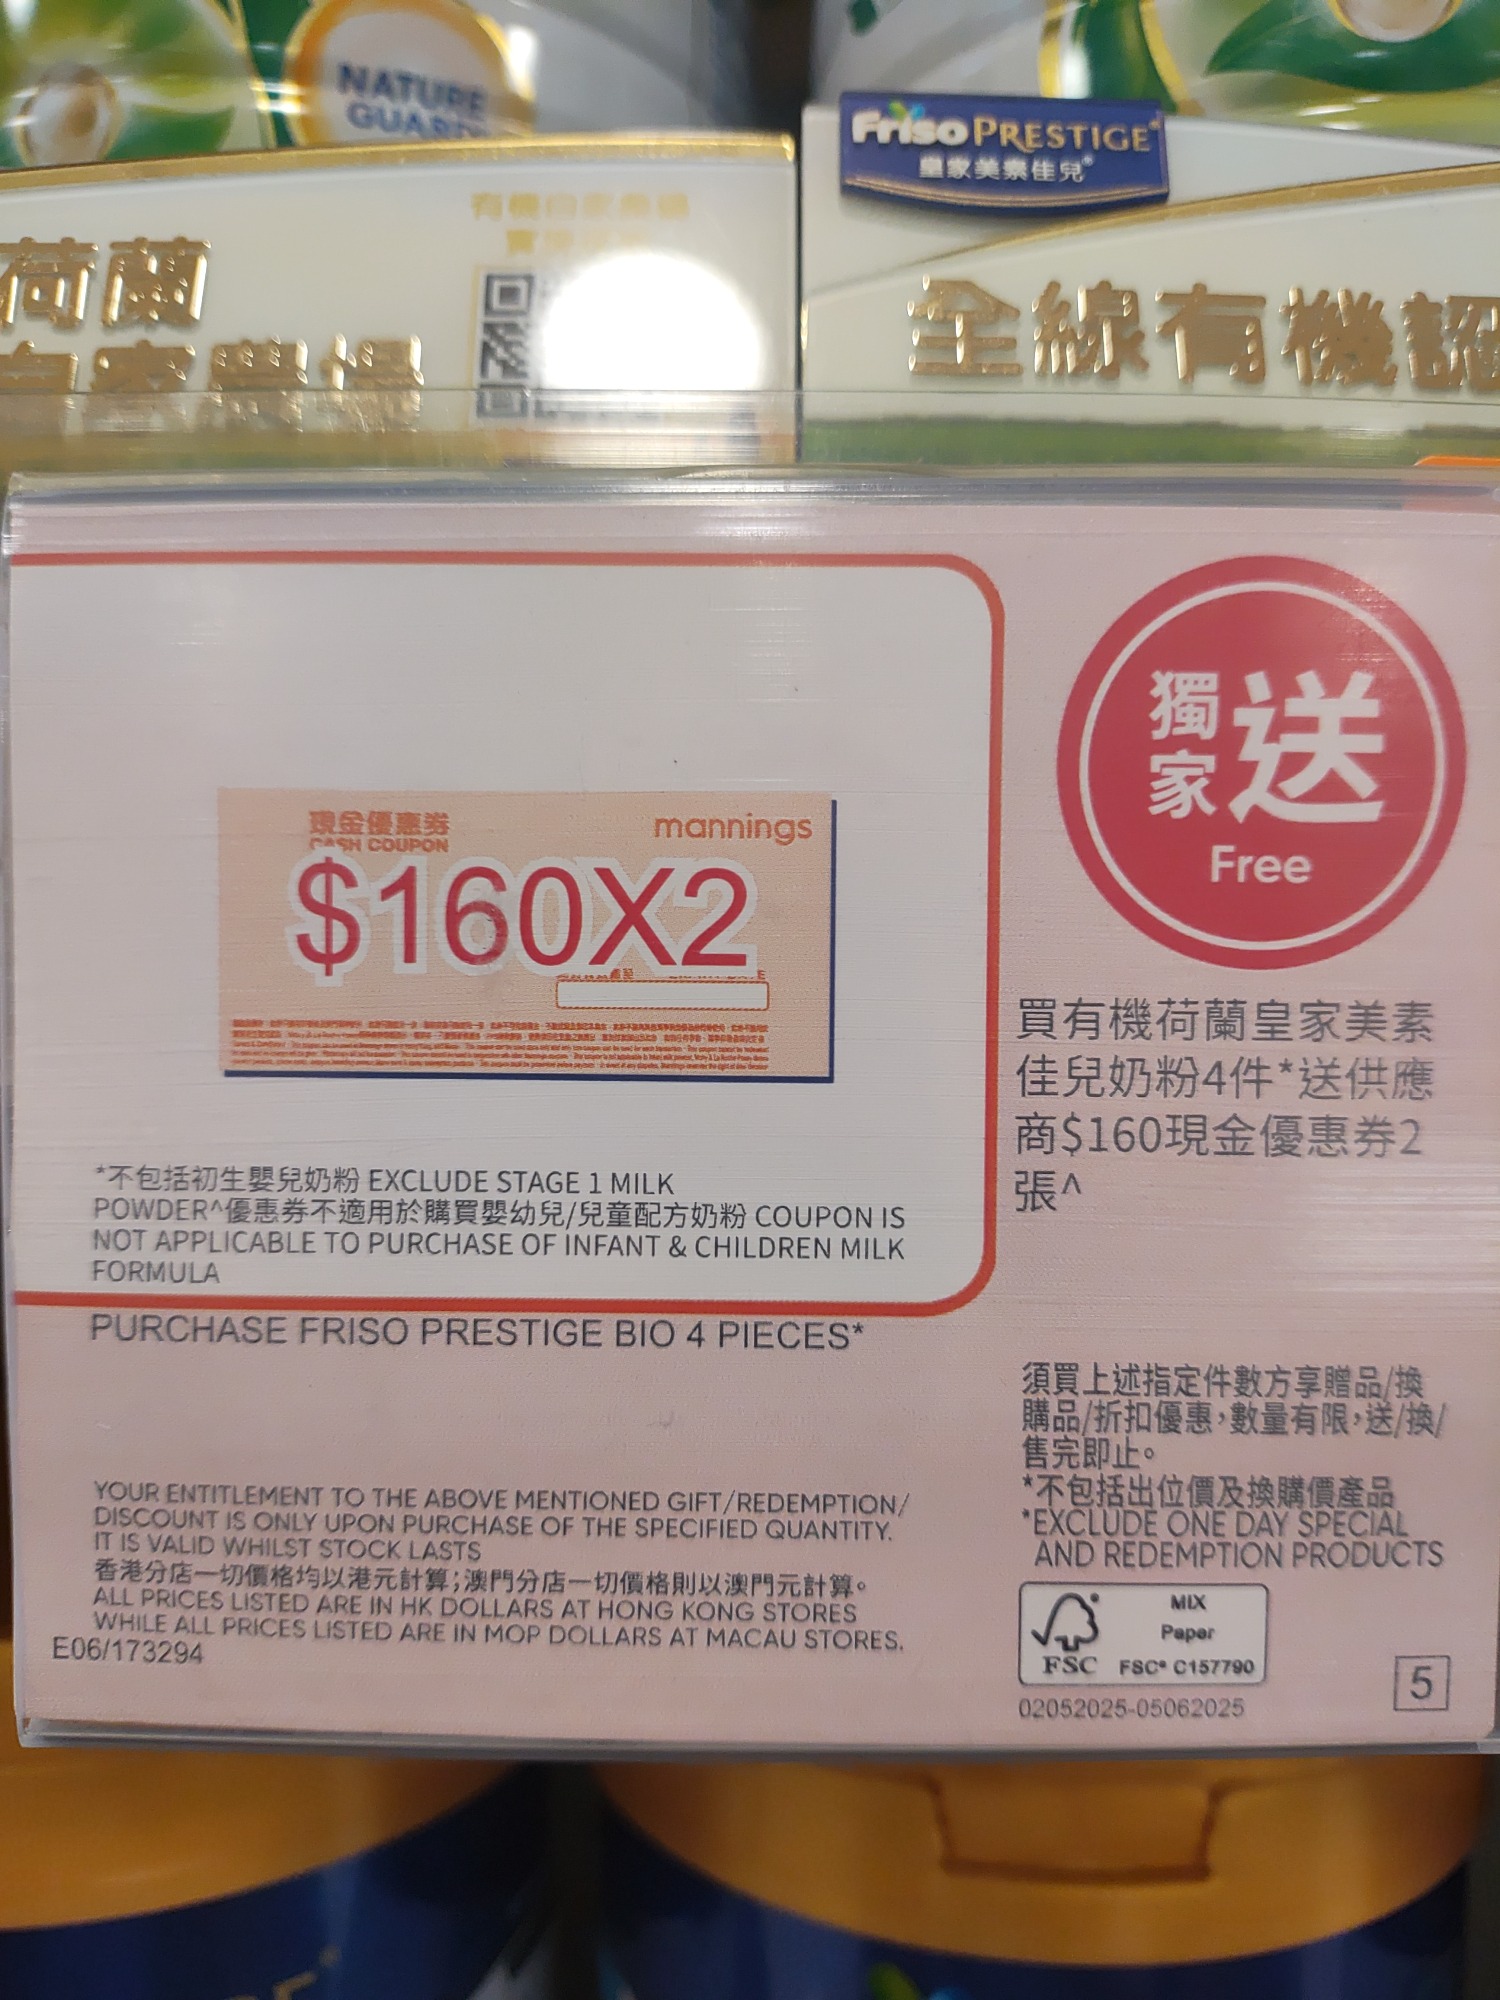 NATURE
GUARD
FrisoPRESTIGE
皇家美素佳兒®
荷蘭
自家農場
全線有機認
獨家送
Free
現金優惠券
CASH COUPON
mannings
$160X2
*不包括初生嬰兒奶粉 EXCLUDE STAGE 1 MILK
POWDER^優惠券不適用於購買嬰幼兒/兒童配方奶粉 COUPON IS
NOT APPLICABLE TO PURCHASE OF INFANT & CHILDREN MILK
FORMULA
PURCHASE FRISO PRESTIGE BIO 4 PIECES*
買有機荷蘭皇家美素
佳兒奶粉4件*送供應
商$160現金優惠券2
張^
YOUR ENTITLEMENT TO THE ABOVE MENTIONED GIFT/REDEMPTION/
DISCOUNT IS ONLY UPON PURCHASE OF THE SPECIFIED QUANTITY.
IT IS VALID WHILST STOCK LASTS
香港分店一切價格均以港元計算;澳門分店一切價格則以澳門元計算。
ALL PRICES LISTED ARE IN HK DOLLARS AT HONG KONG STORES
WHILE ALL PRICES LISTED ARE IN MOP DOLLARS AT MACAU STORES.
E06/173294
須買上述指定件數方享贈品/換
購品/折扣優惠,數量有限,送/換/
售完即止。
*不包括出位價及換購價產品
*EXCLUDE ONE DAY SPECIAL
AND REDEMPTION PRODUCTS
MIX
Paper
FSC
FSC® C157790
02052025-05062025
5